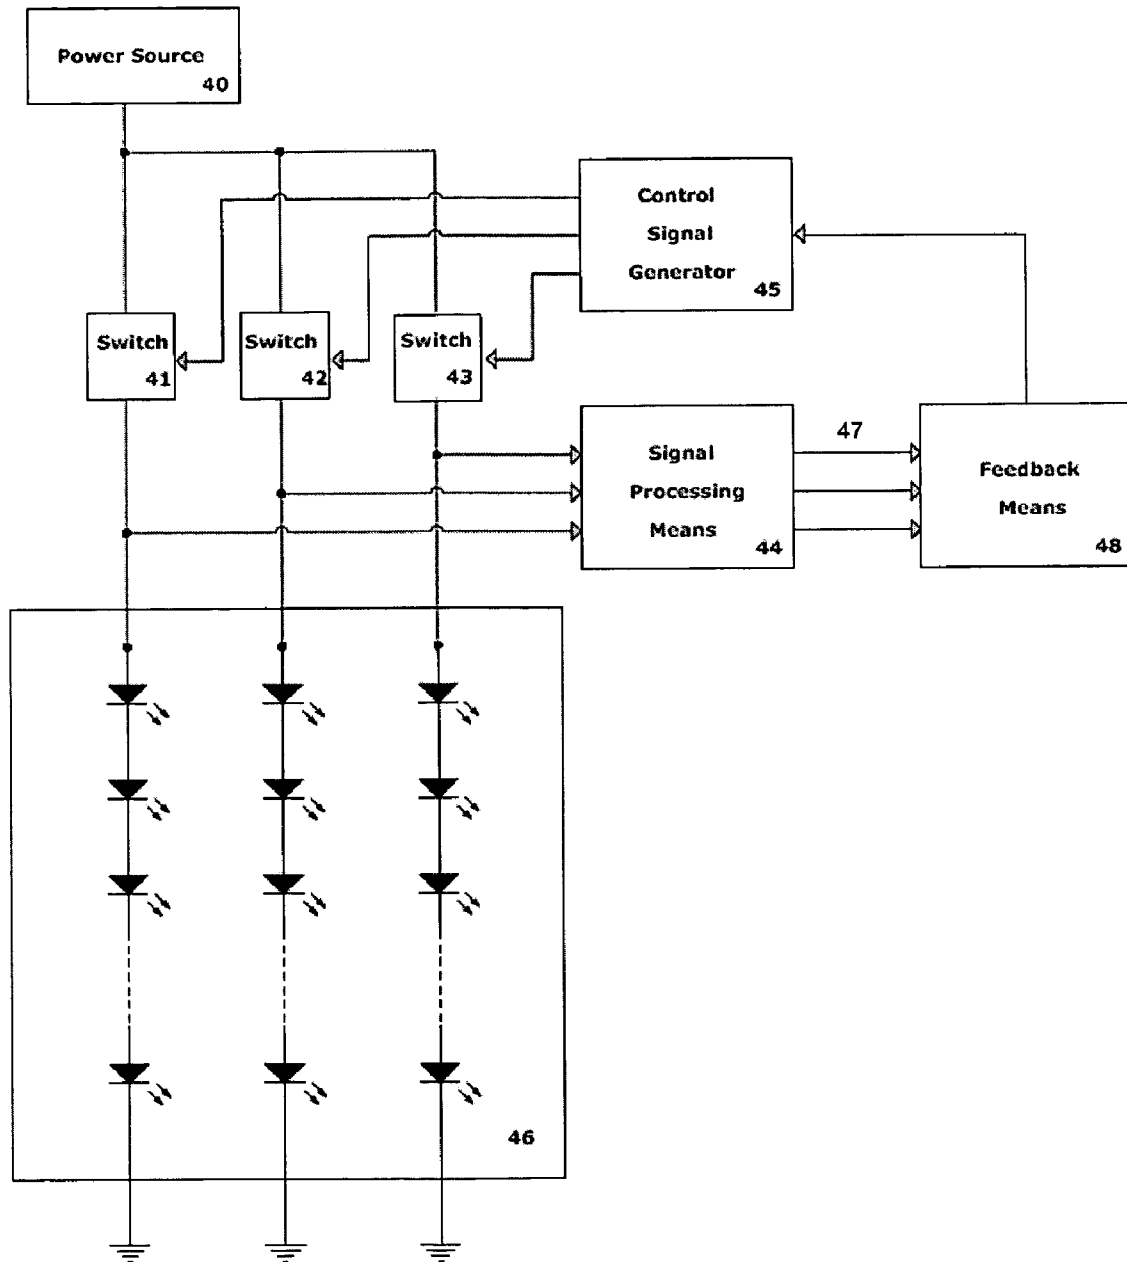 Power Source
40
Control
Signal
Generator
45
Switch
41
Switch
42
Switch
43
Signal
Processing
Means
44
47
Feedback
Means
48
46